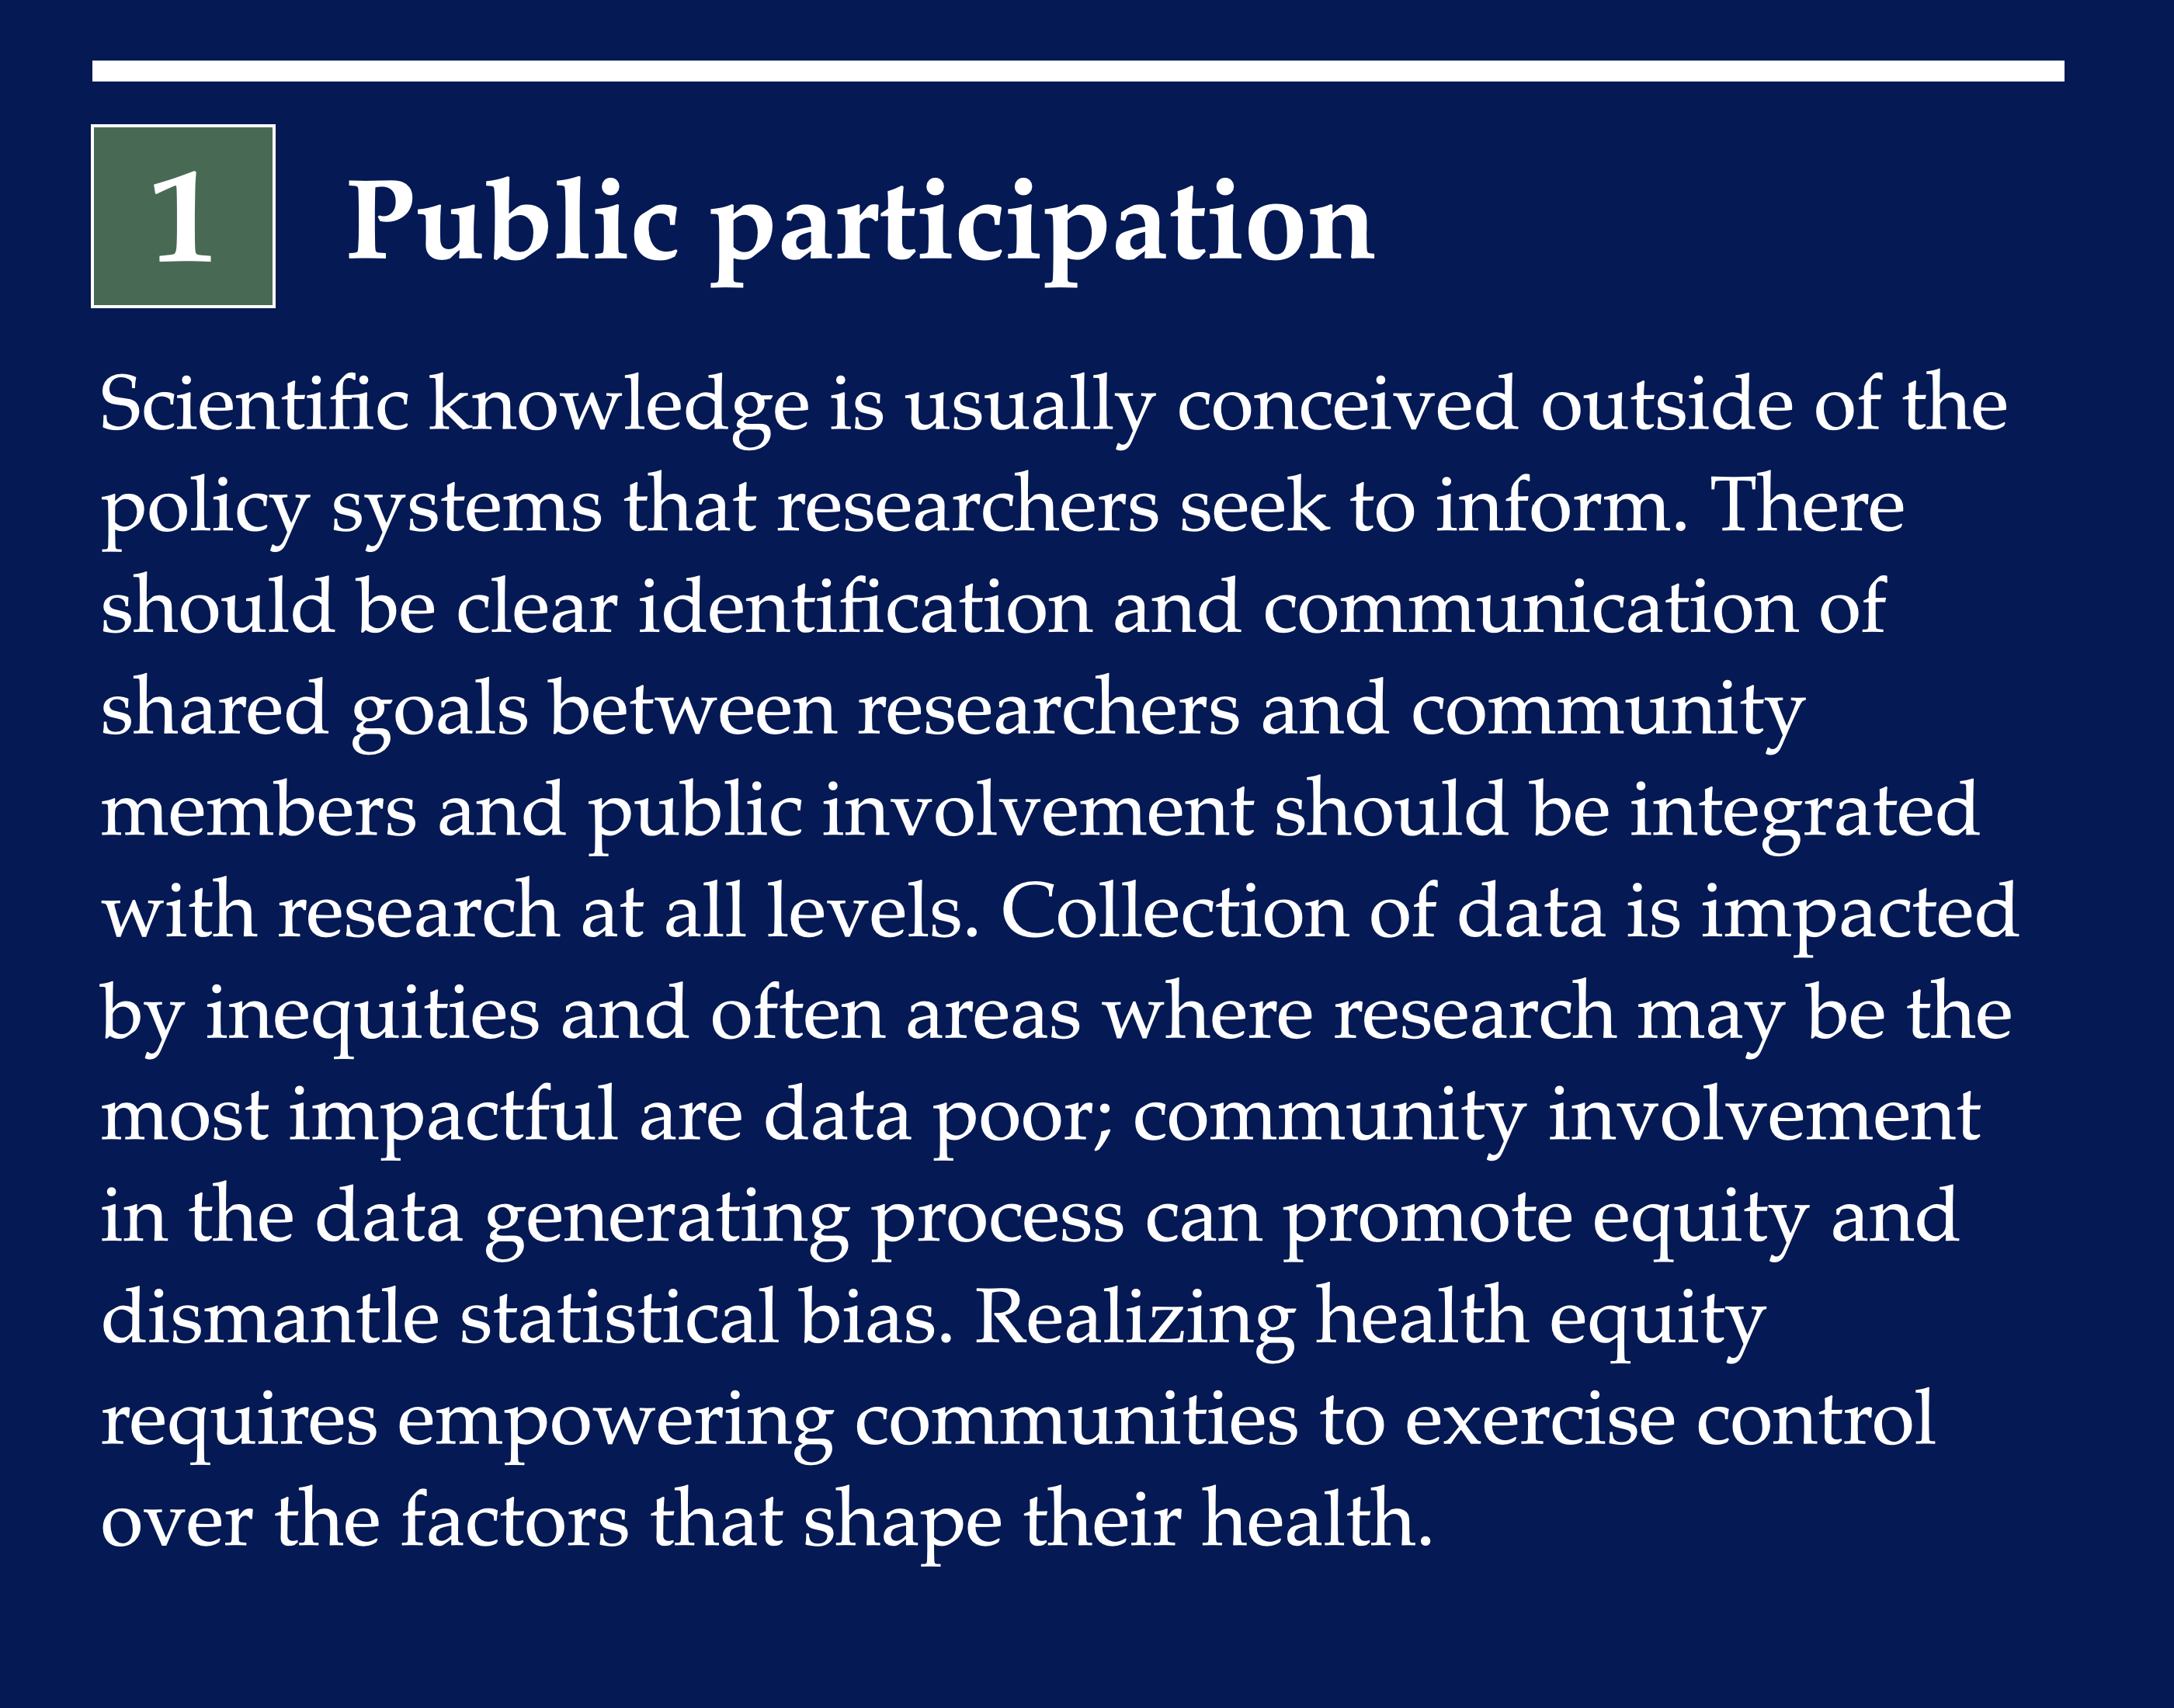 1 Public participation
Scientific knowledge is usually conceived outside of the
policy systems that researchers seek to inform. There
should be clear identification and communication of
shared goals between researchers and community
members and public involvement should be integrated
with research at all levels. Collection of data is impacted
by inequities and often areas where research may be the
most impactful are data poor; community involvement
in the data generating process can promote equity and
dismantle statistical bias. Realizing health equity
requires empowering communities to exercise control
over the factors that shape their health.